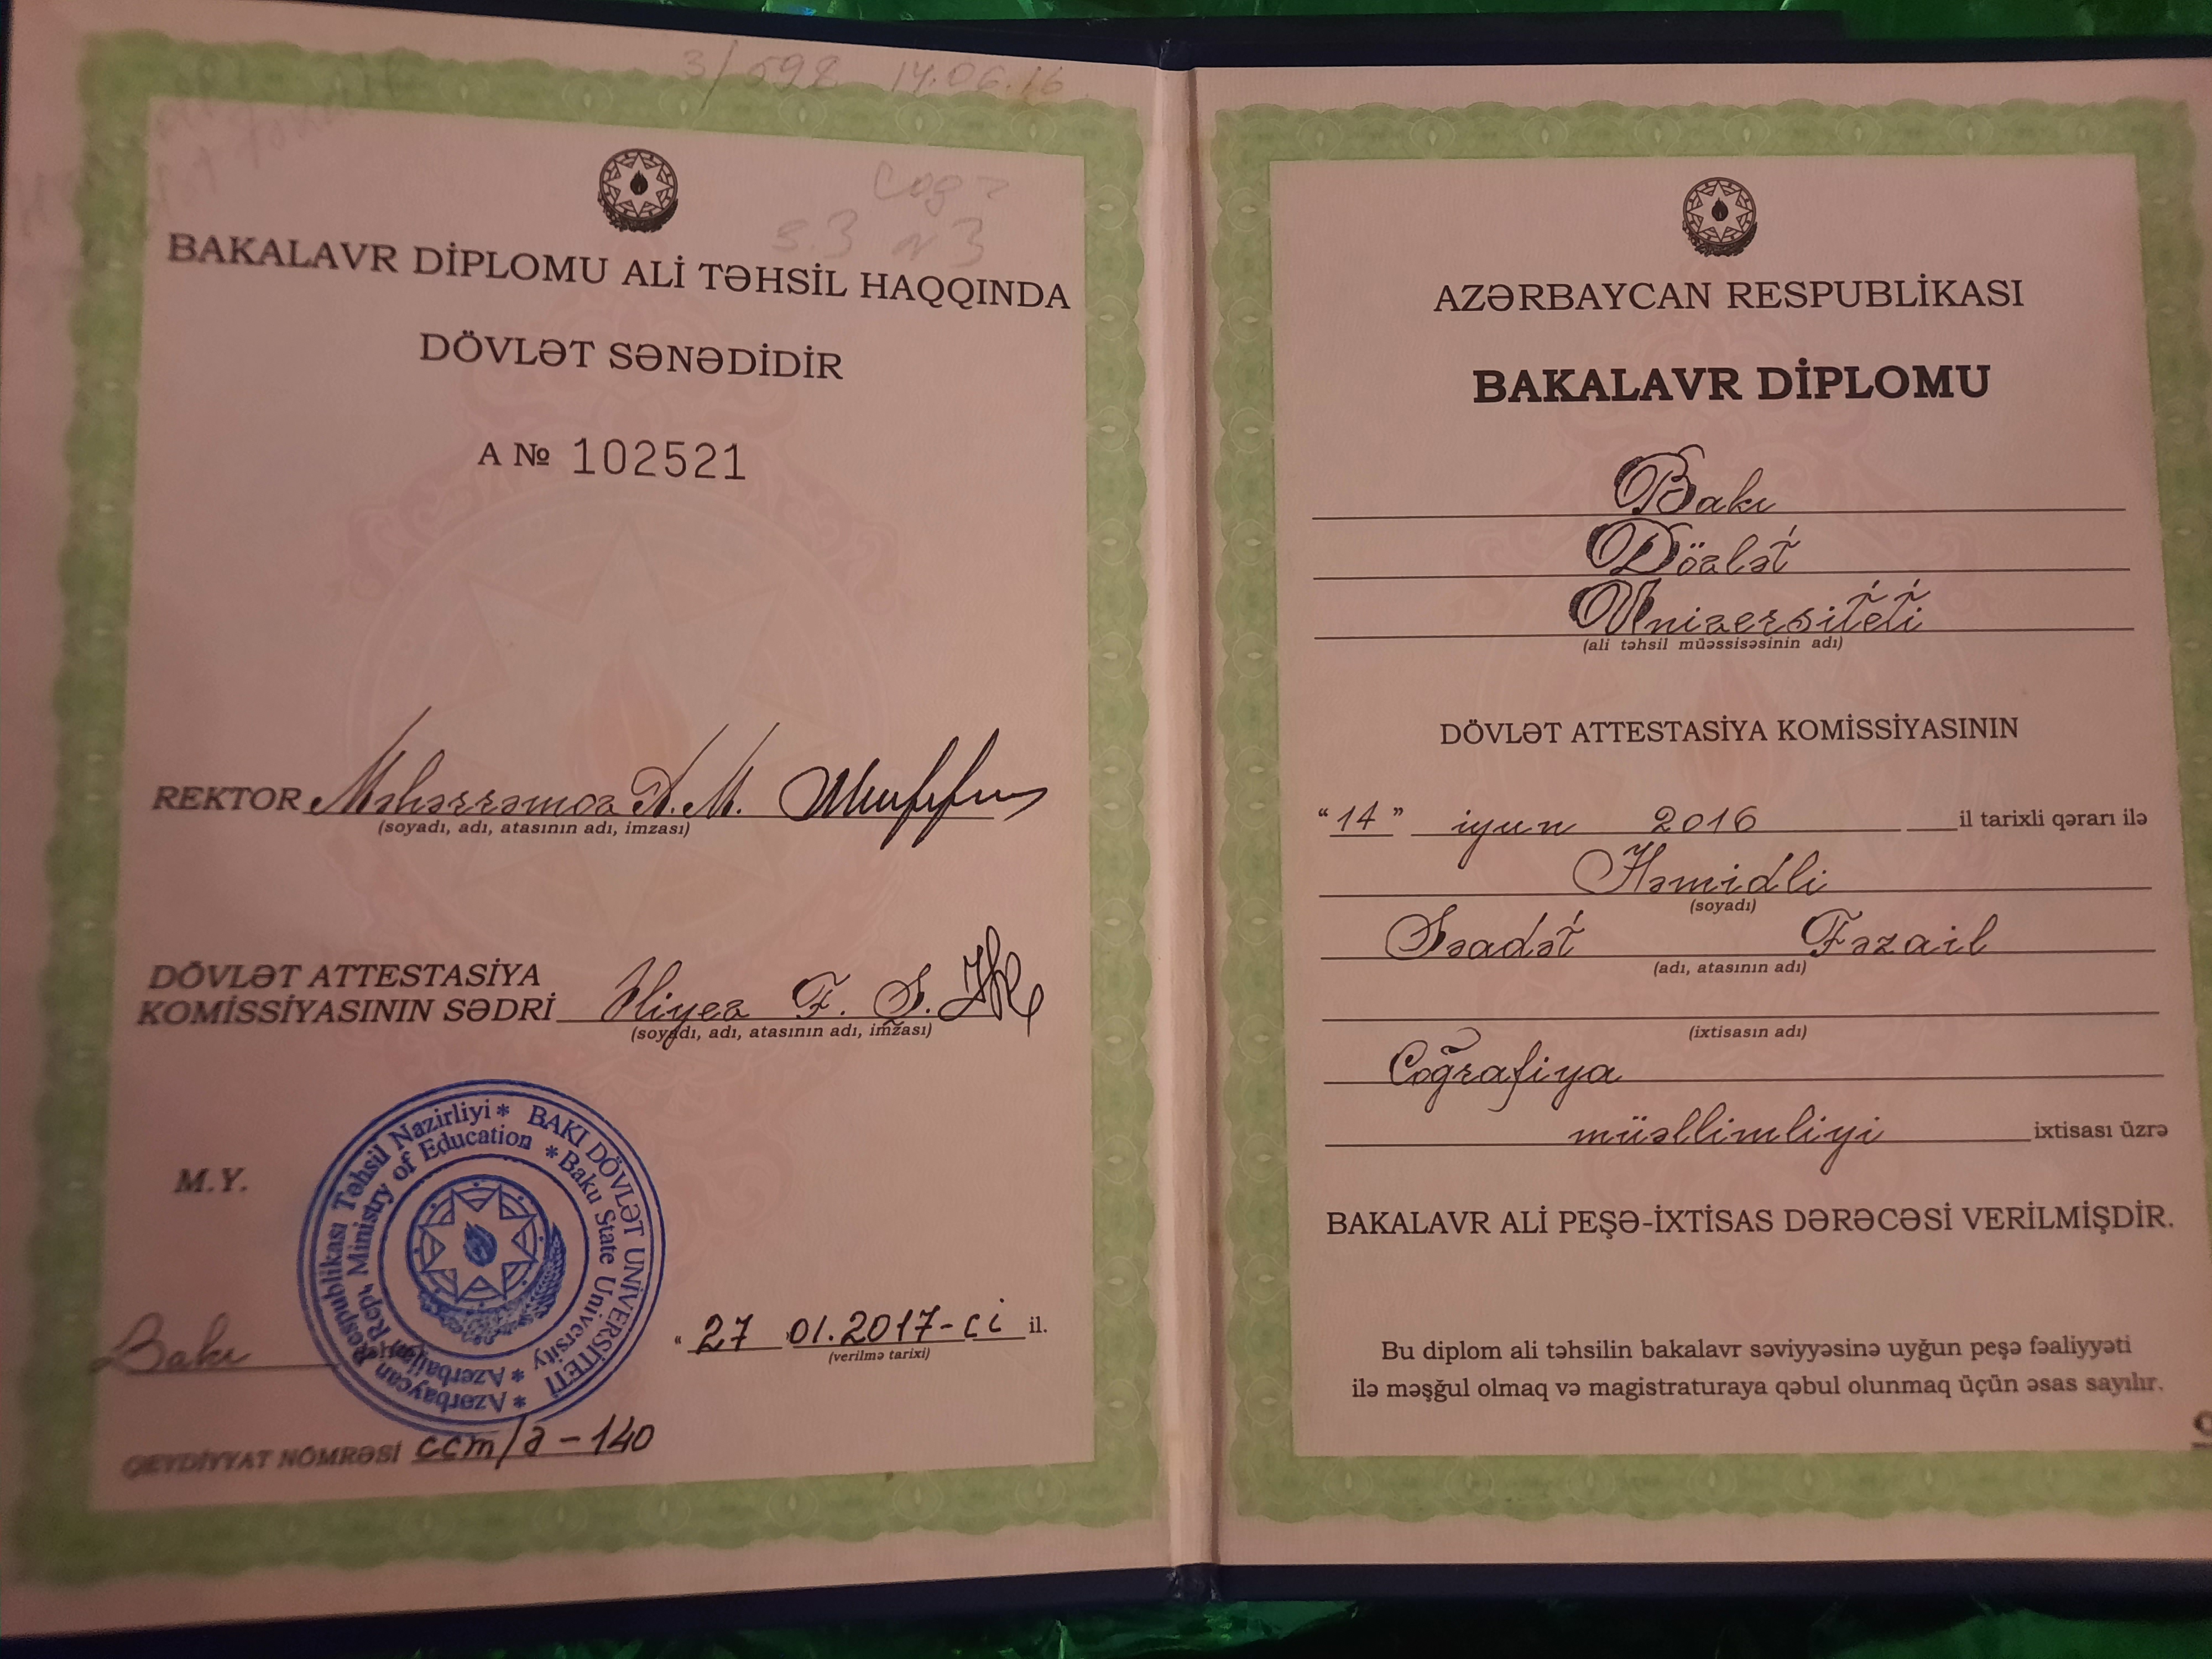 3/592 14.06.16
Coğr
s.3 N3
BAKALAVR DİPLOMU ALİ TƏHSİL HAQQINDA
DÖVLƏT SƏNƏDİDİR
A № 102521
REKTOR Məhərrəmov A.M.
(soyadı, adı, atasının adı, imzası)
DÖVLƏT ATTESTASİYA
KOMİSSİYASININ SƏDRİ Əliyev F. S.
(soyadı, adı, atasının adı, imzası)
M.Y.
Azərbaycan Respublikası Təhsil Nazirliyi * BAKI DÖVLƏT UNİVERSİTETİ *
Azərbaijan Rep. Ministry of Education * Baku State University *
Bakı
“ 27 01.2017-ci il.
(verilmə tarixi)
QEYDİYYAT NÖMRƏSİ ccm/ə-140
AZƏRBAYCAN RESPUBLİKASI
BAKALAVR DİPLOMU
Bakı
Dövlət
Universiteti
(ali təhsil müəssisəsinin adı)
DÖVLƏT ATTESTASİYA KOMİSSİYASININ
“14” iyun 2016 il tarixli qərarı ilə
Həmidli
(soyadı)
Səadət Fəzail
(adı, atasının adı)
(ixtisasın adı)
Coğrafiya
müəllimliyi ixtisası üzrə
BAKALAVR ALİ PEŞƏ-İXTİSAS DƏRƏCƏSİ VERİLMİŞDİR.
Bu diplom ali təhsilin bakalavr səviyyəsinə uyğun peşə fəaliyyəti
ilə məşğul olmaq və magistraturaya qəbul olunmaq üçün əsas sayılır.